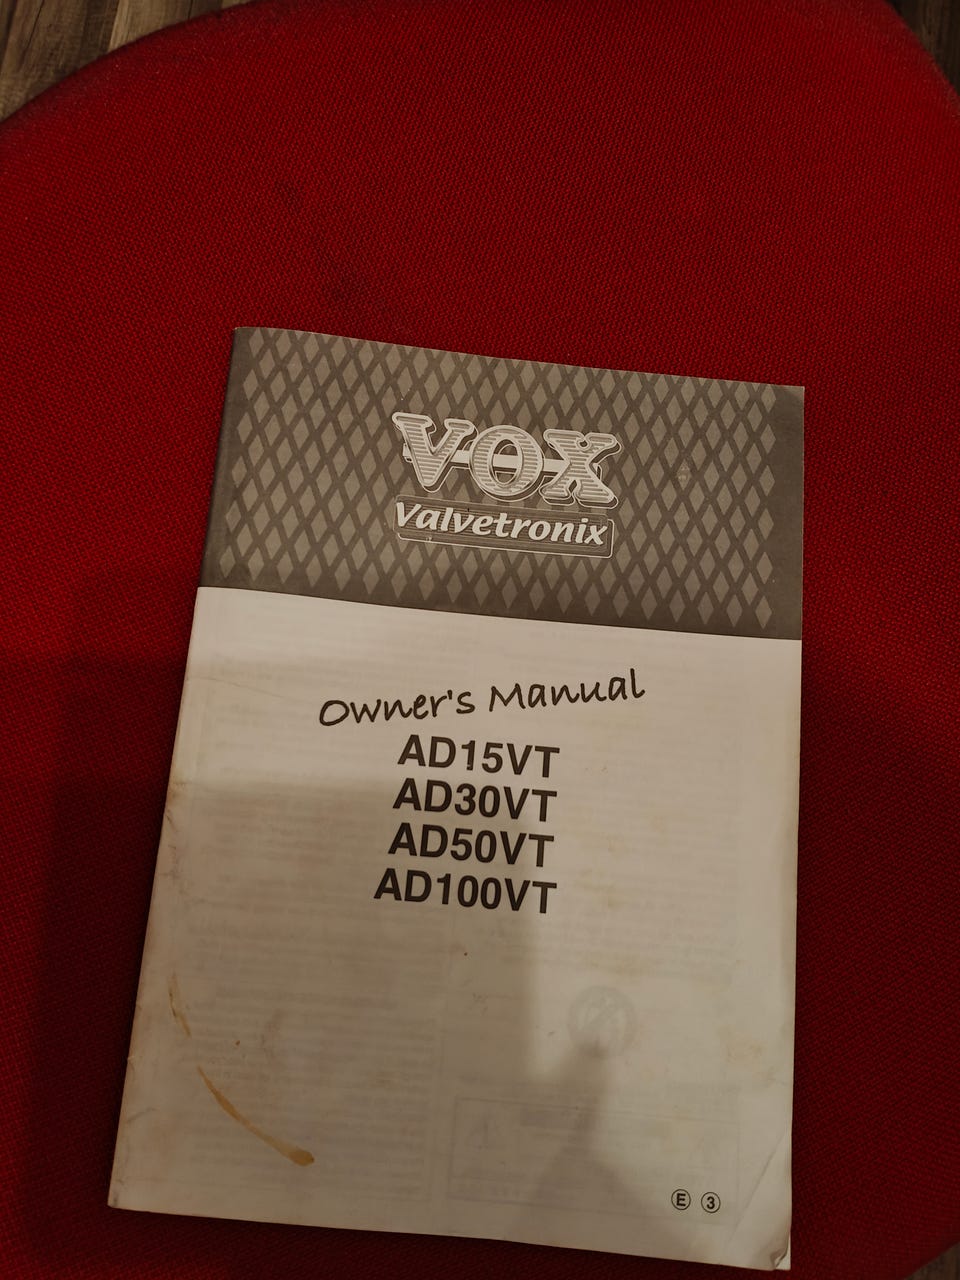 VOX
Valvetronix
Owner's Manual
AD15VT
AD30VT
AD50VT
AD100VT
E 3